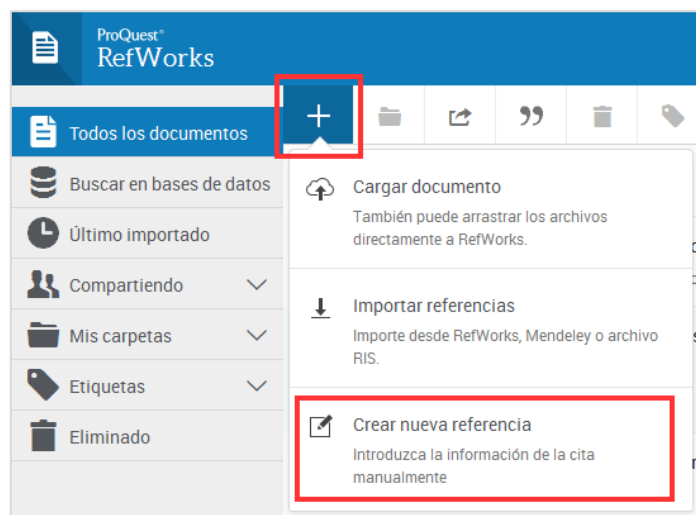 ProQuest®
RefWorks
Todos los documentos
Buscar en bases de datos
Último importado
Compartiendo
Mis carpetas
Etiquetas
Eliminado
Cargar documento
También puede arrastrar los archivos
directamente a RefWorks.
Importar referencias
Importe desde RefWorks, Mendeley o archivo
RIS.
Crear nueva referencia
Introduzca la información de la cita
manualmente